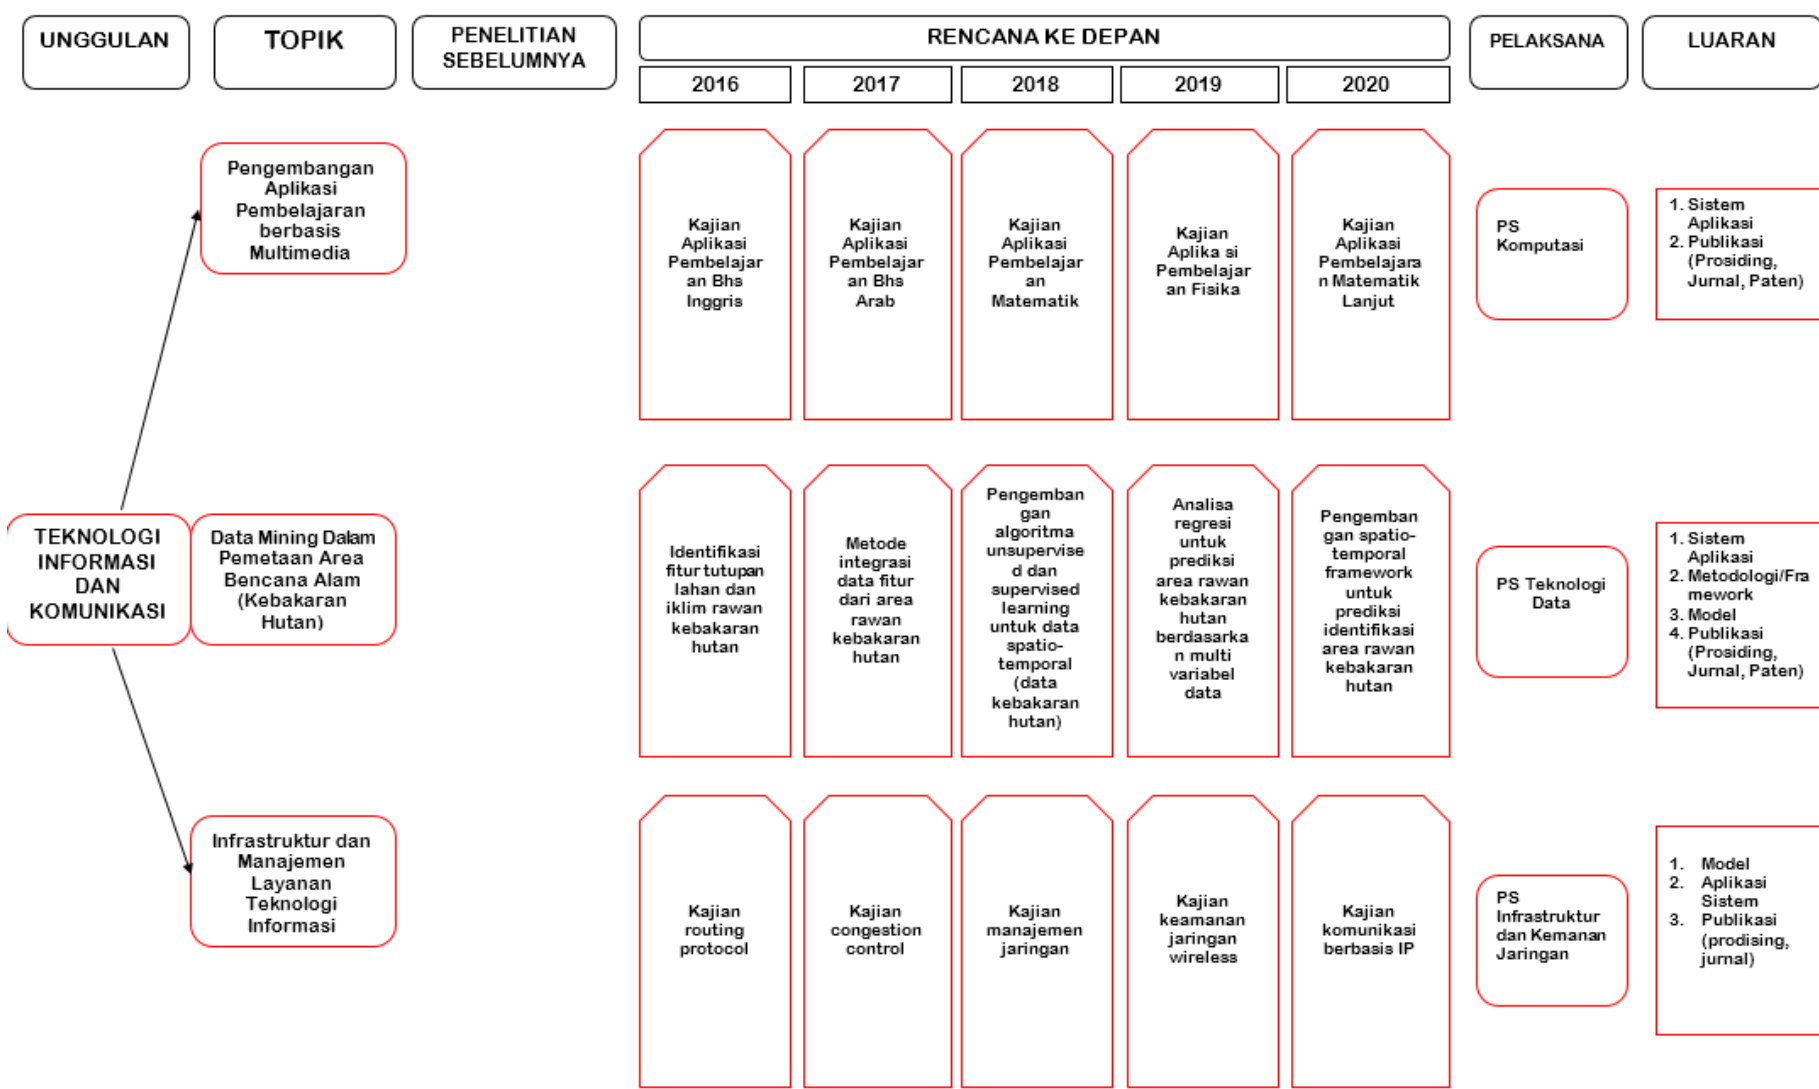 UNGGULAN
TOPIK
PENELITIAN
SEBELUMNYA
RENCANA KE DEPAN
PELAKSANA
LUARAN
2016
2017
2018
2019
2020
Pengembangan
Aplikasi
Pembelajaran
berbasis
Multimedia
Kajian
Aplikasi
Pembelajar
an Bhs
Inggris
Kajian
Aplikasi
Pembelajar
an Bhs
Arab
Kajian
Aplikasi
Pembelajar
an
Matematik
Kajian
Aplika si
Pembelajar
an Fisika
Kajian
Aplikasi
Pembelajara
n Matematik
Lanjut
PS
Komputasi
1. Sistem
Aplikasi
2. Publikasi
(Prosiding,
Jurnal, Paten)
TEKNOLOGI
INFORMASI
DAN
KOMUNIKASI
Data Mining Dalam
Pemetaan Area
Bencana Alam
(Kebakaran
Hutan)
Identifikasi
fitur tutupan
lahan dan
iklim rawan
kebakaran
hutan
Metode
integrasi
data fitur
dari area
rawan
kebakaran
hutan
Pengemban
gan
algoritma
unsupervise
d dan
supervised
learning
untuk data
spatio-
temporal
(data
kebakaran
hutan)
Analisa
regresi
untuk
prediksi
area rawan
kebakaran
hutan
berdasarka
n multi
variabel
data
Pengemban
gan spatio-
temporal
framework
untuk
prediksi
identifikasi
area rawan
kebakaran
hutan
PS Teknologi
Data
1. Sistem
Aplikasi
2. Metodologi/Fra
mework
3. Model
4. Publikasi
(Prosiding,
Jurnal, Paten)
Infrastruktur dan
Manajemen
Layanan
Teknologi
Informasi
Kajian
routing
protocol
Kajian
congestion
control
Kajian
manajemen
jaringan
Kajian
keamanan
jaringan
wireless
Kajian
komunikasi
berbasis IP
PS
Infrastruktur
dan Kemanan
Jaringan
1. Model
2. Aplikasi
Sistem
3. Publikasi
(prodising,
jurnal)